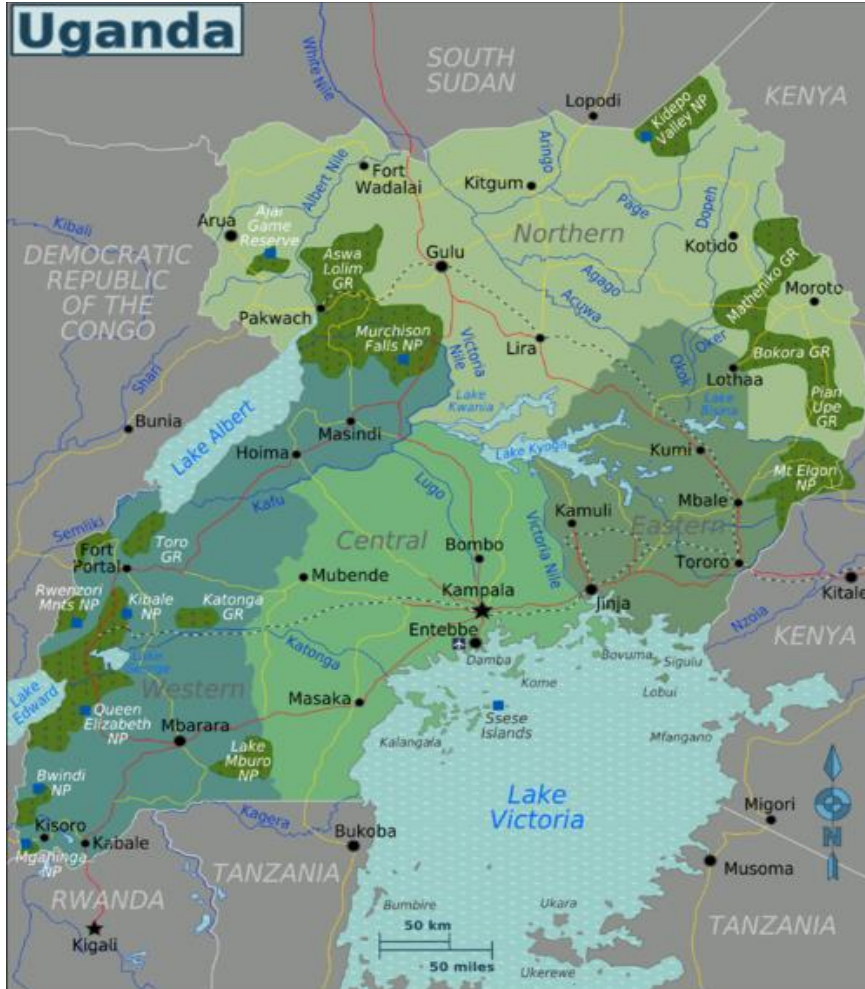 Uganda
White Nile
SOUTH
SUDAN
KENYA
Lopodi
Kidepo
Valley NP
Aringo
Albert Nile
Fort
Wadalai
Kitgum
Page
Dopeh
Kibali
Arua
Ajai
Game
Reserve
Northern
Kotido
DEMOCRATIC
REPUBLIC
OF THE
CONGO
Aswa
Lolim
GR
Gulu
Agago
Acuwa
Matheniko GR
Moroto
Pakwach
Murchison
Falls NP
Victoria
Nile
Lira
Oker
Okok
Bokora GR
Lothaa
Shari
Lake
Kwania
Lake
Bisina
Pian
Upe
GR
Bunia
Lake Albert
Masindi
Hoima
Lake Kyoga
Kumi
Mt Elgon
NP
Kafu
Lugo
Mbale
Semliki
Toro
GR
Central
Victoria Nile
Kamuli
Eastern
Fort
Portal
Bombo
Tororo
Mubende
Kampala
Rwenzori
Mnts NP
Kibale
NP
Katonga
GR
Jinja
Kitale
Entebbe
Nzoia
KENYA
Lake
George
Katonga
Damba
Bovuma
Sigulu
Lake
Edward
Western
Kome
Lobui
Queen
Elizabeth
NP
Masaka
Ssese
Islands
Mbarara
Kalangala
Mfangano
Lake
Mburo
NP
Bwindi
NP
Lake
Victoria
Kagera
Migori
N
Kisoro
Kabale
Bukoba
Mgahinga
NP
TANZANIA
Musoma
RWANDA
Bumbire
Ukara
TANZANIA
50 km
Kigali
50 miles
Ukerewe